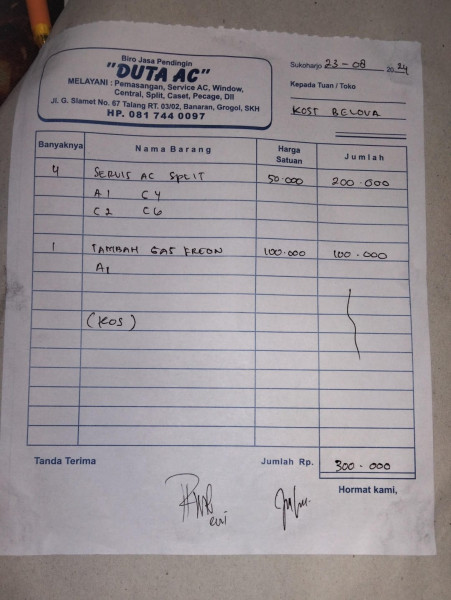 Biro Jasa Pendingin
"DUTA AC"
MELAYANI : Pemasangan, Service AC, Window,
Central, Split, Caset, Pecage, Dll
Jl. G. Slamet No. 67 Talang RT. 03/02, Banaran, Grogol, SKH
HP. 081 744 0097
Sukoharjo 23 - 08 2024
Kepada Tuan / Toko
KOST BELOVA
Banyaknya Nama Barang Harga Satuan Jumlah
4 SERVIS AC SPLIT 50.000 200.000
A1 C4
C2 C6
1 TAMBAH GAS FREON 100.000 100.000
A1
(KOS)
Tanda Terima Jumlah Rp. 300.000
Hormat kami,